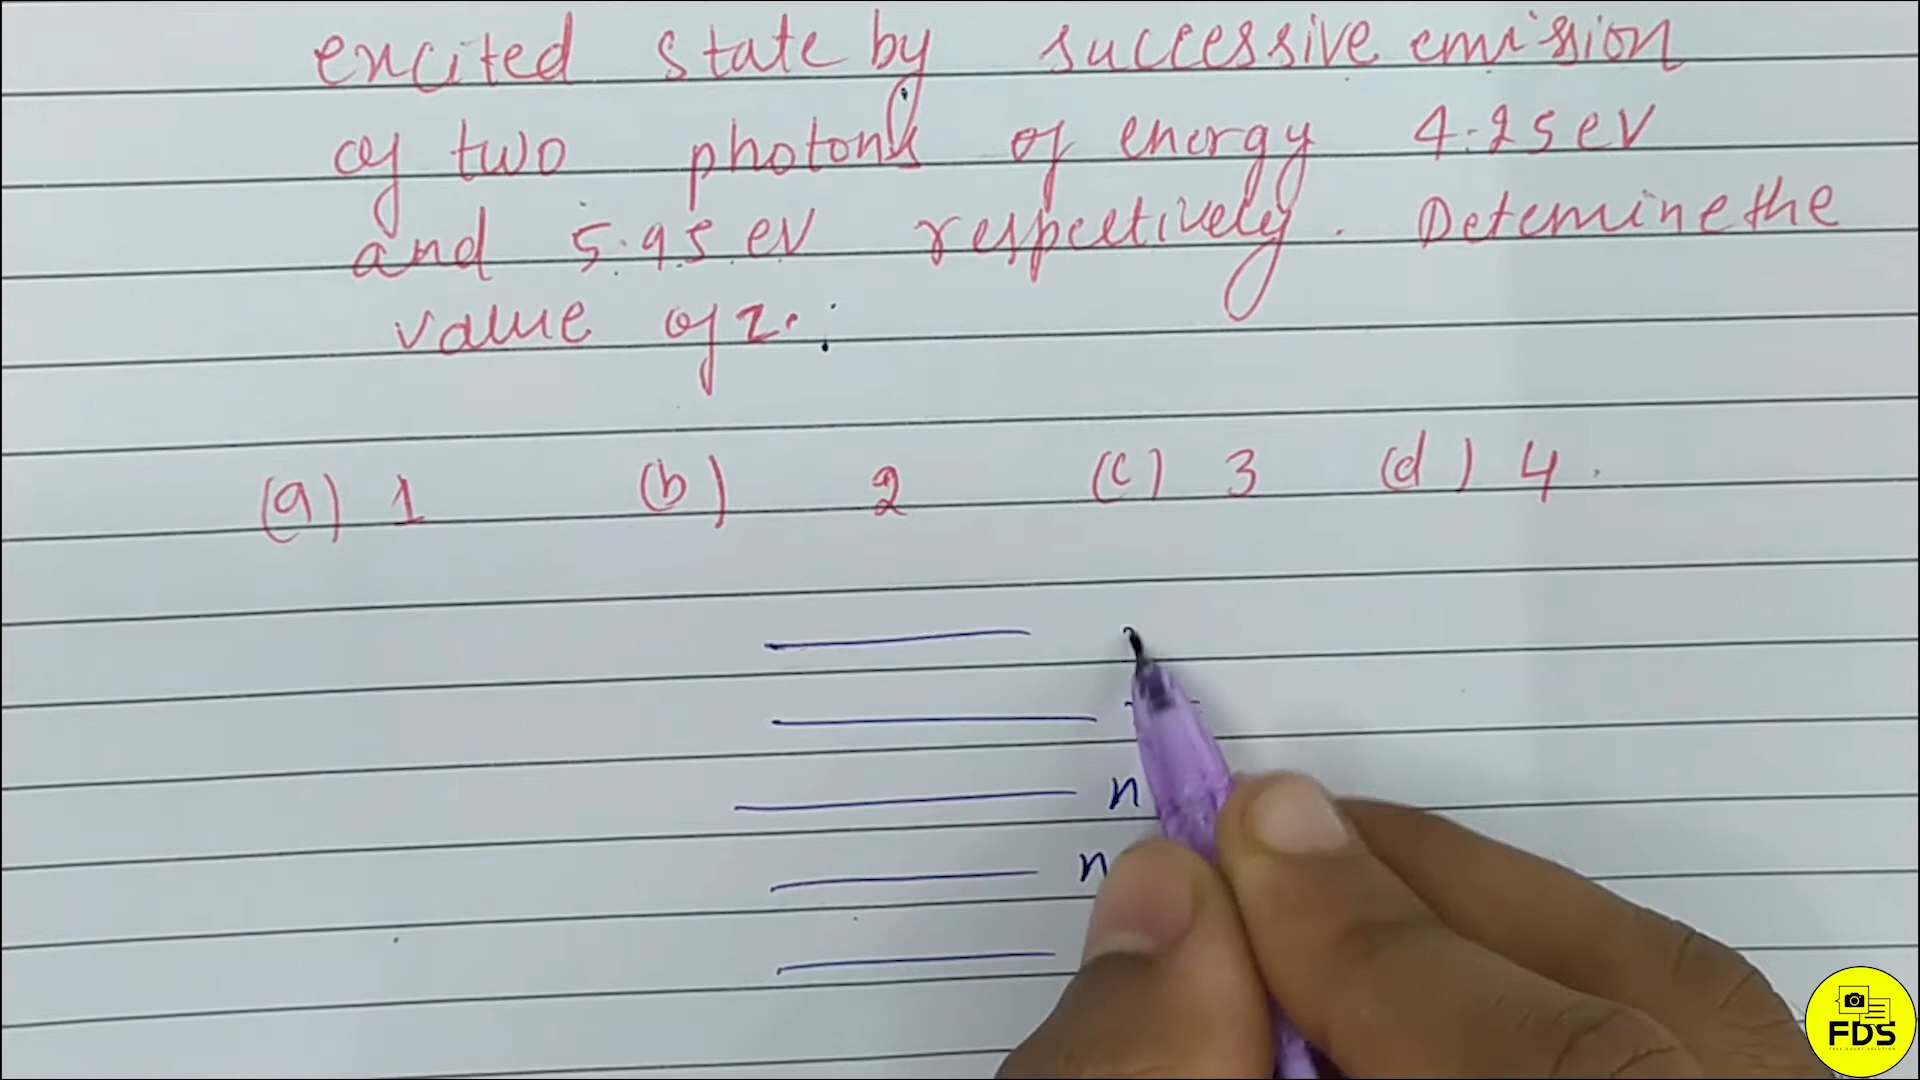 excited state by successive emission
of two photons of energy 4.25 eV
and 5.95 eV respectively. Detemine the
value of z.
(a) 1 (b) 2 (c) 3 (d) 4.
n
n
FDS